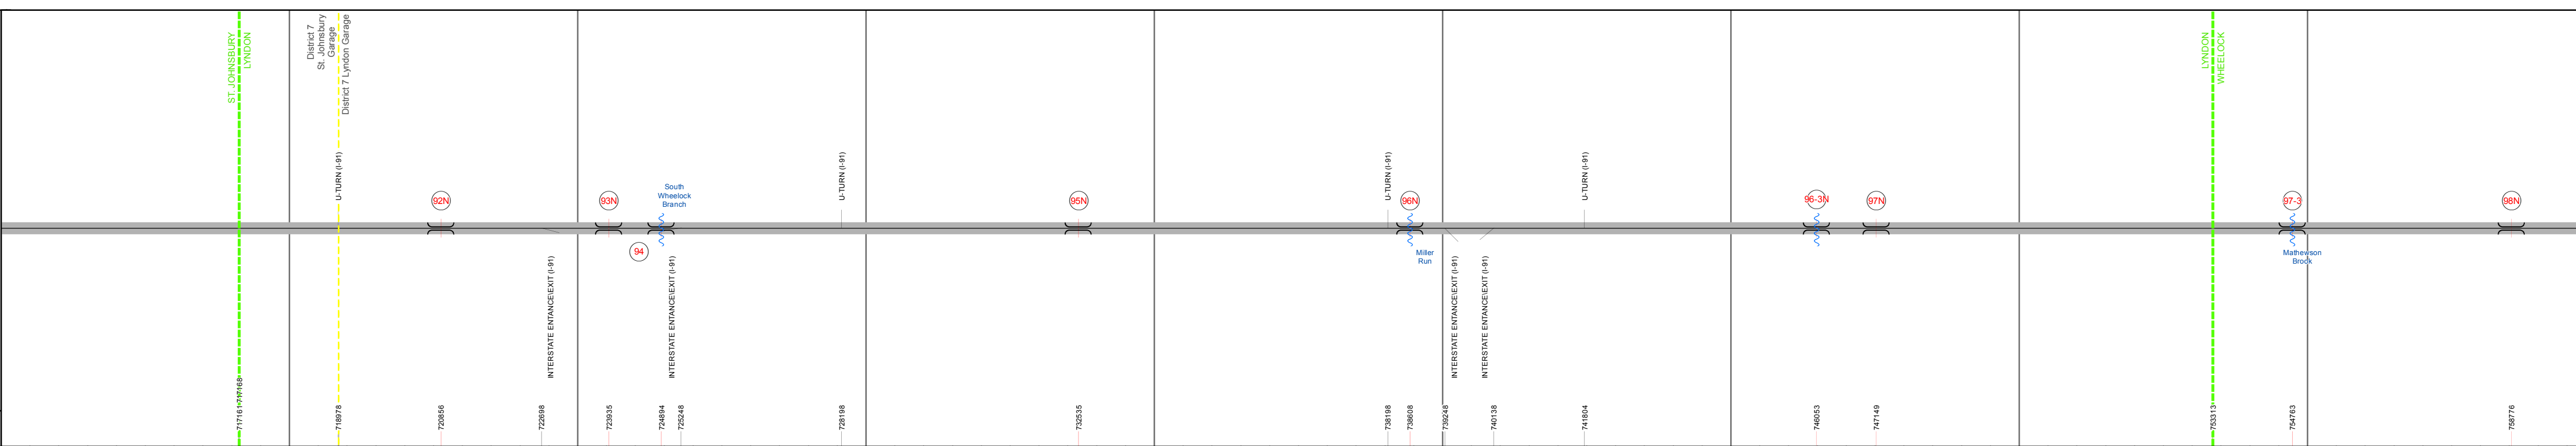 ST. JOHNSBURY
LYNDON
District 7
St. Johnsbury
Garage
District 7 Lyndon Garage
LYNDON
WHEELOCK
U-TURN (I-91)
U-TURN (I-91)
U-TURN (I-91)
U-TURN (I-91)
92N
93N
South
Wheelock
Branch
95N
96N
96-3N
97N
97-3
98N
94
Miller
Run
Mathewson
Brook
INTERSTATE ENTANCE\EXIT (I-91)
INTERSTATE ENTANCE\EXIT (I-91)
INTERSTATE ENTANCE\EXIT (I-91)
INTERSTATE ENTANCE\EXIT (I-91)
717161
717168
718978
720856
722698
723935
724894
725248
728198
732535
738198
738608
739248
740138
741804
746053
747149
753313
754763
758776